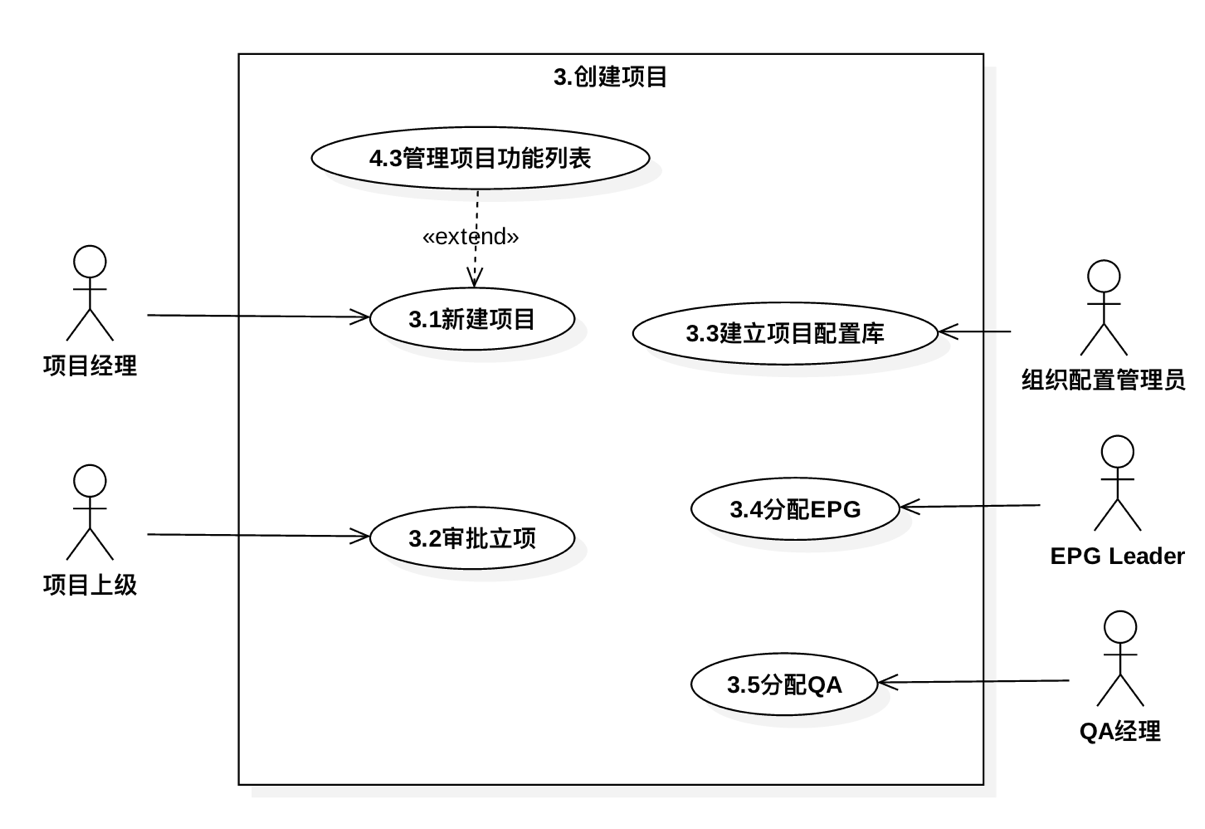 3.创建项目
4.3管理项目功能列表
«extend»
3.1新建项目
3.3建立项目配置库
项目经理
组织配置管理员
3.4分配EPG
3.2审批立项
EPG Leader
项目上级
3.5分配QA
QA经理